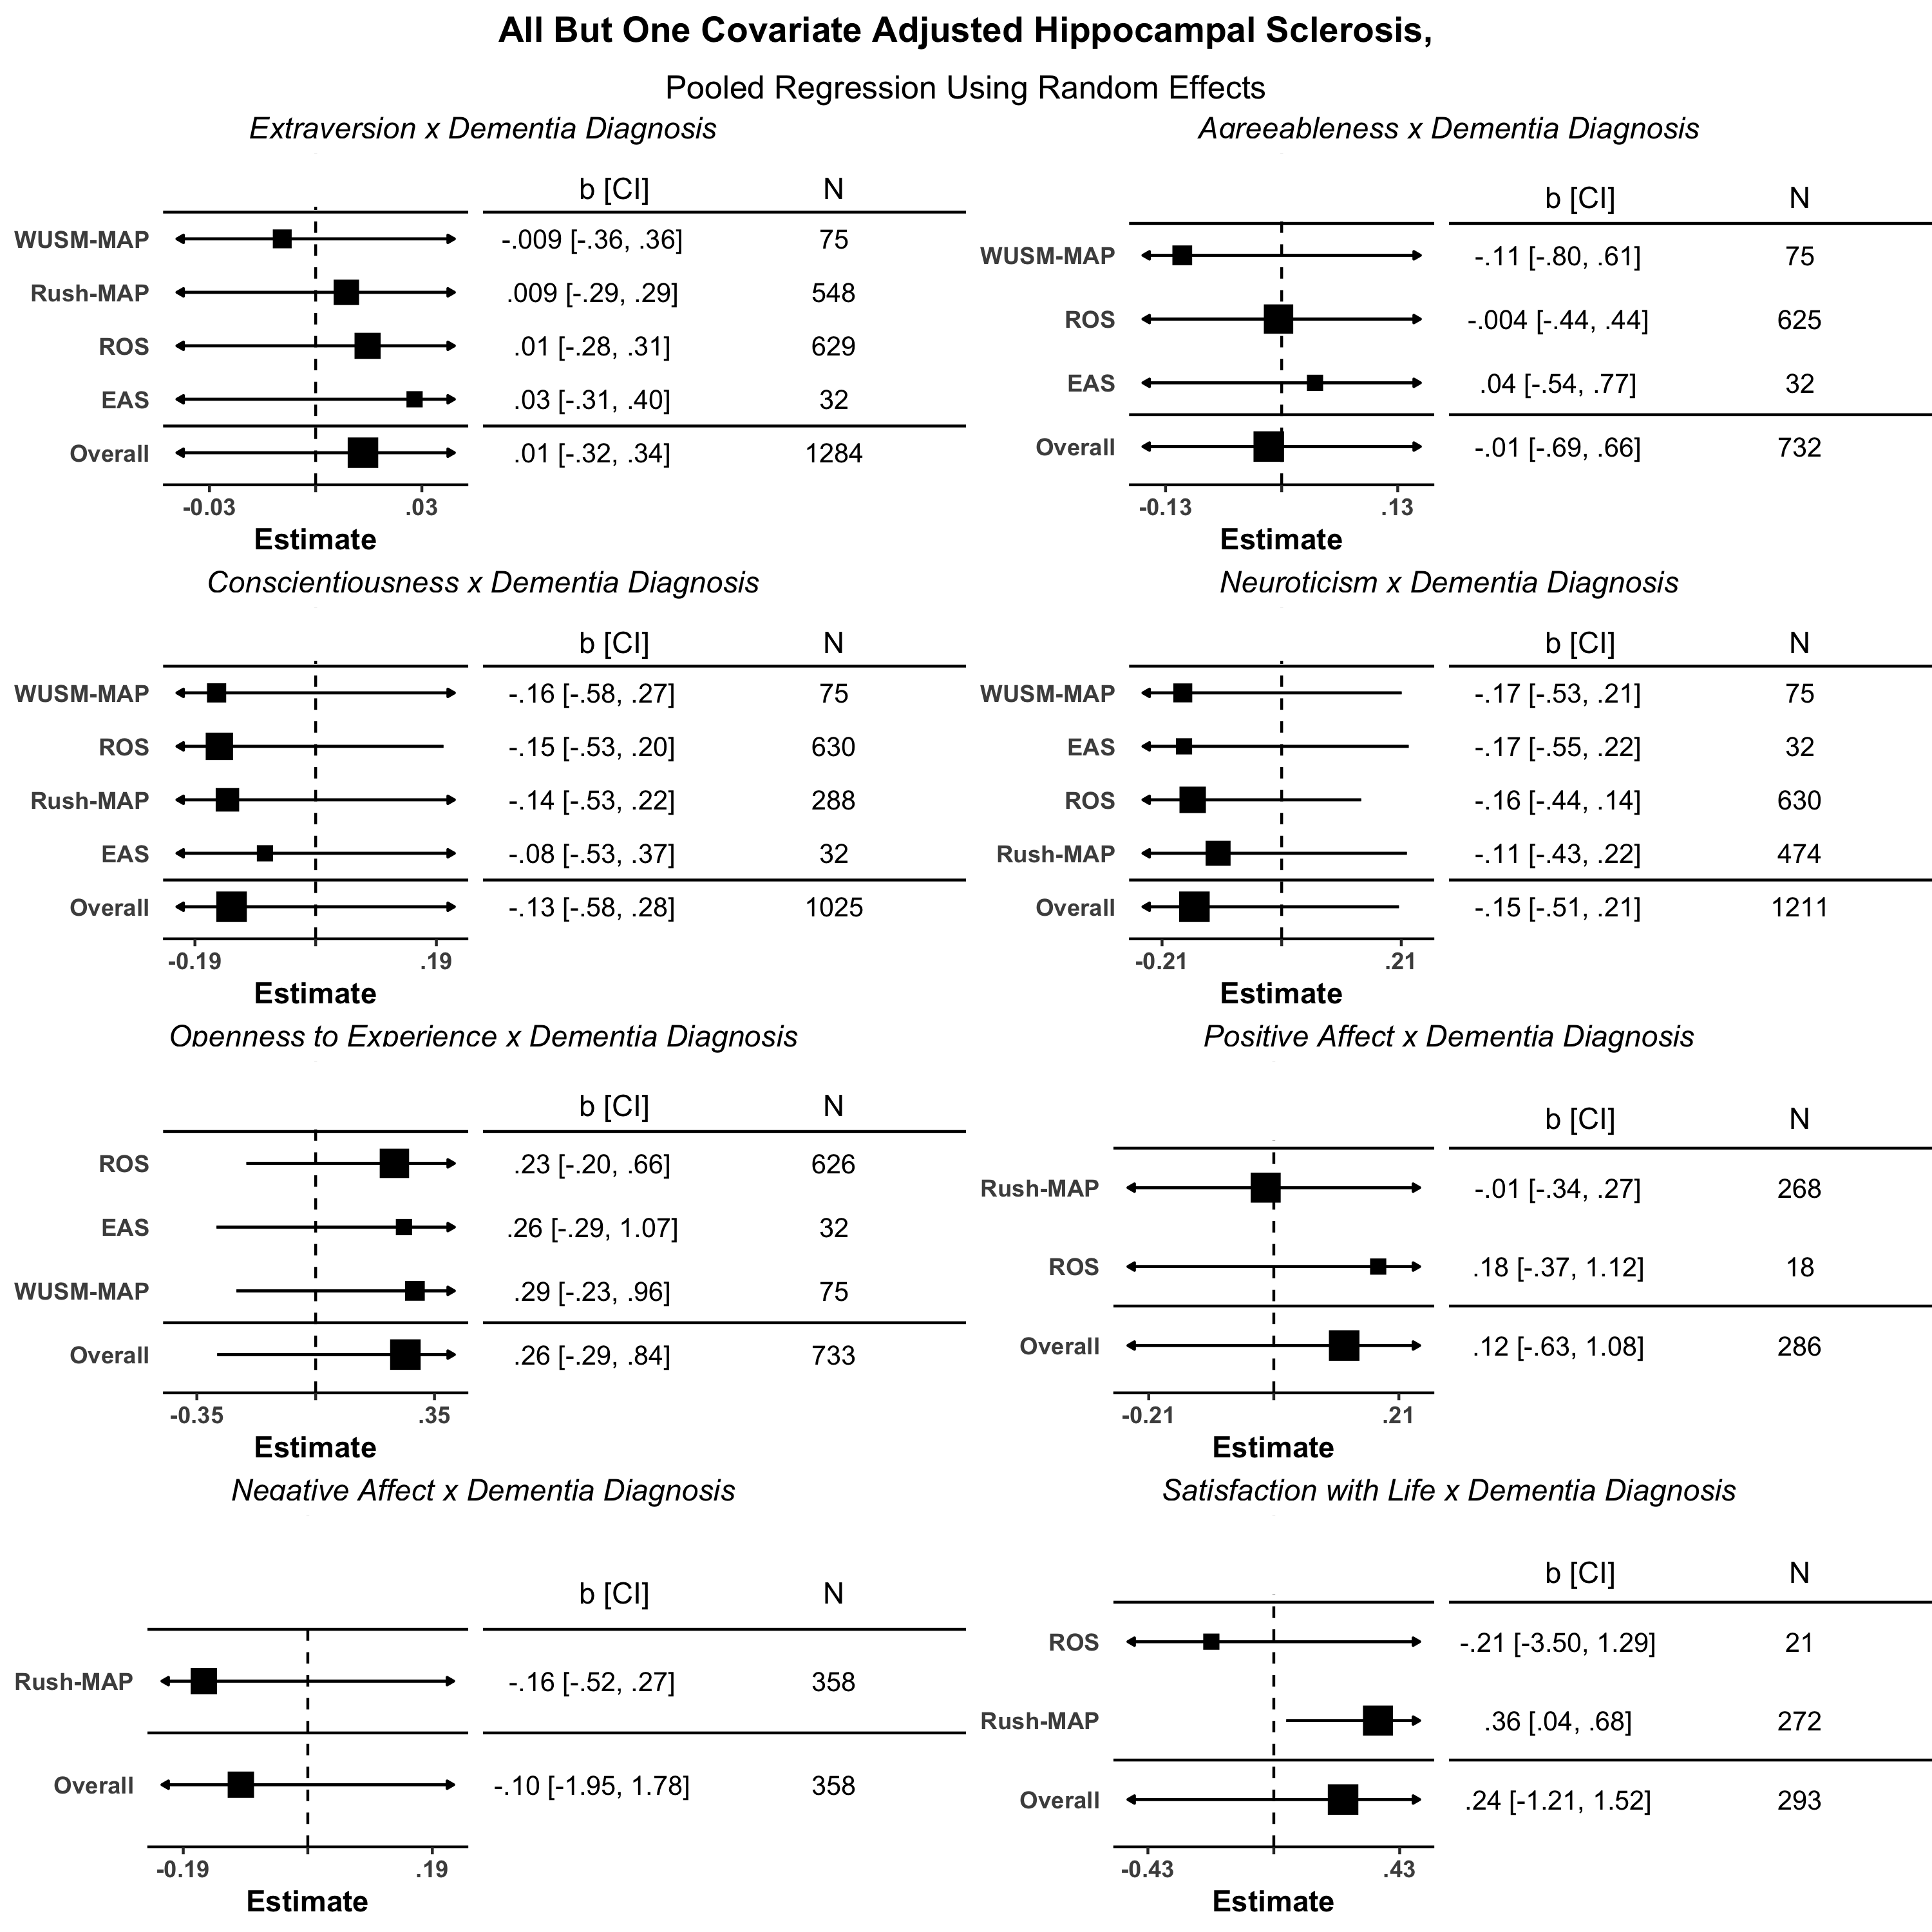 All But One Covariate Adjusted Hippocampal Sclerosis,
Pooled Regression Using Random Effects
Extraversion x Dementia Diagnosis
b [CI] N
WUSM-MAP -.009 [-.36, .36] 75
Rush-MAP .009 [-.29, .29] 548
ROS .01 [-.28, .31] 629
EAS .03 [-.31, .40] 32
Overall .01 [-.32, .34] 1284
-0.03 .03
Estimate
Agreeableness x Dementia Diagnosis
b [CI] N
WUSM-MAP -.11 [-.80, .61] 75
ROS -.004 [-.44, .44] 625
EAS .04 [-.54, .77] 32
Overall -.01 [-.69, .66] 732
-0.13 .13
Estimate
Conscientiousness x Dementia Diagnosis
b [CI] N
WUSM-MAP -.16 [-.58, .27] 75
ROS -.15 [-.53, .20] 630
Rush-MAP -.14 [-.53, .22] 288
EAS -.08 [-.53, .37] 32
Overall -.13 [-.58, .28] 1025
-0.19 .19
Estimate
Neuroticism x Dementia Diagnosis
b [CI] N
WUSM-MAP -.17 [-.53, .21] 75
EAS -.17 [-.55, .22] 32
ROS -.16 [-.44, .14] 630
Rush-MAP -.11 [-.43, .22] 474
Overall -.15 [-.51, .21] 1211
-0.21 .21
Estimate
Openness to Experience x Dementia Diagnosis
b [CI] N
ROS .23 [-.20, .66] 626
EAS .26 [-.29, 1.07] 32
WUSM-MAP .29 [-.23, .96] 75
Overall .26 [-.29, .84] 733
-0.35 .35
Estimate
Positive Affect x Dementia Diagnosis
b [CI] N
Rush-MAP -.01 [-.34, .27] 268
ROS .18 [-.37, 1.12] 18
Overall .12 [-.63, 1.08] 286
-0.21 .21
Estimate
Negative Affect x Dementia Diagnosis
b [CI] N
Rush-MAP -.16 [-.52, .27] 358
Overall -.10 [-1.95, 1.78] 358
-0.19 .19
Estimate
Satisfaction with Life x Dementia Diagnosis
b [CI] N
ROS -.21 [-3.50, 1.29] 21
Rush-MAP .36 [.04, .68] 272
Overall .24 [-1.21, 1.52] 293
-0.43 .43
Estimate